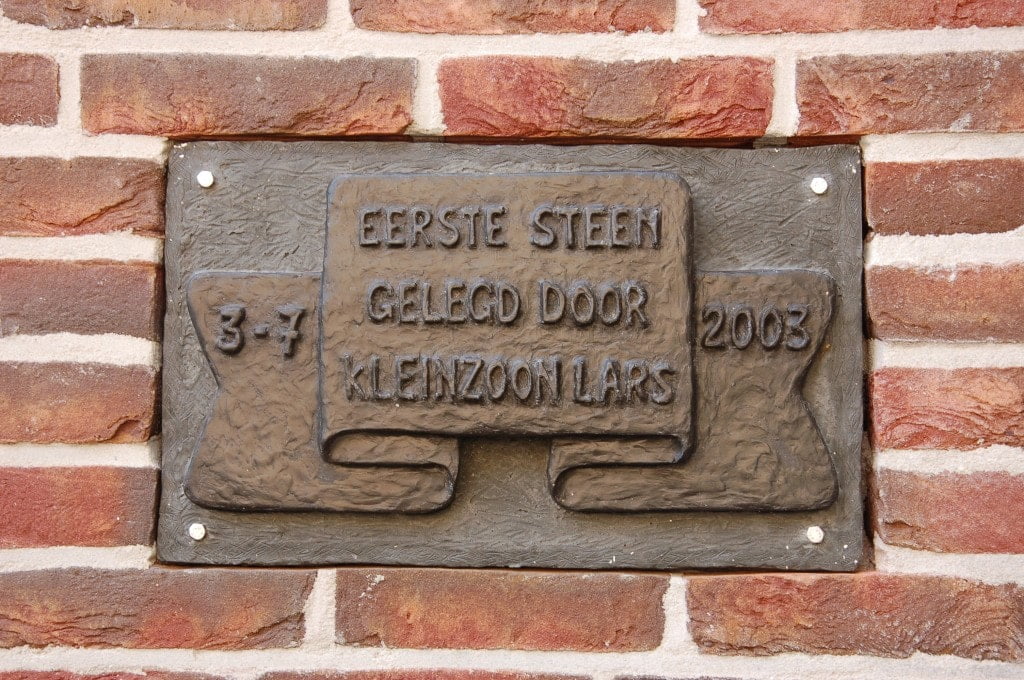 EERSTE STEEN
GELEGD DOOR
KLEINZOON LARS
3-7 2003